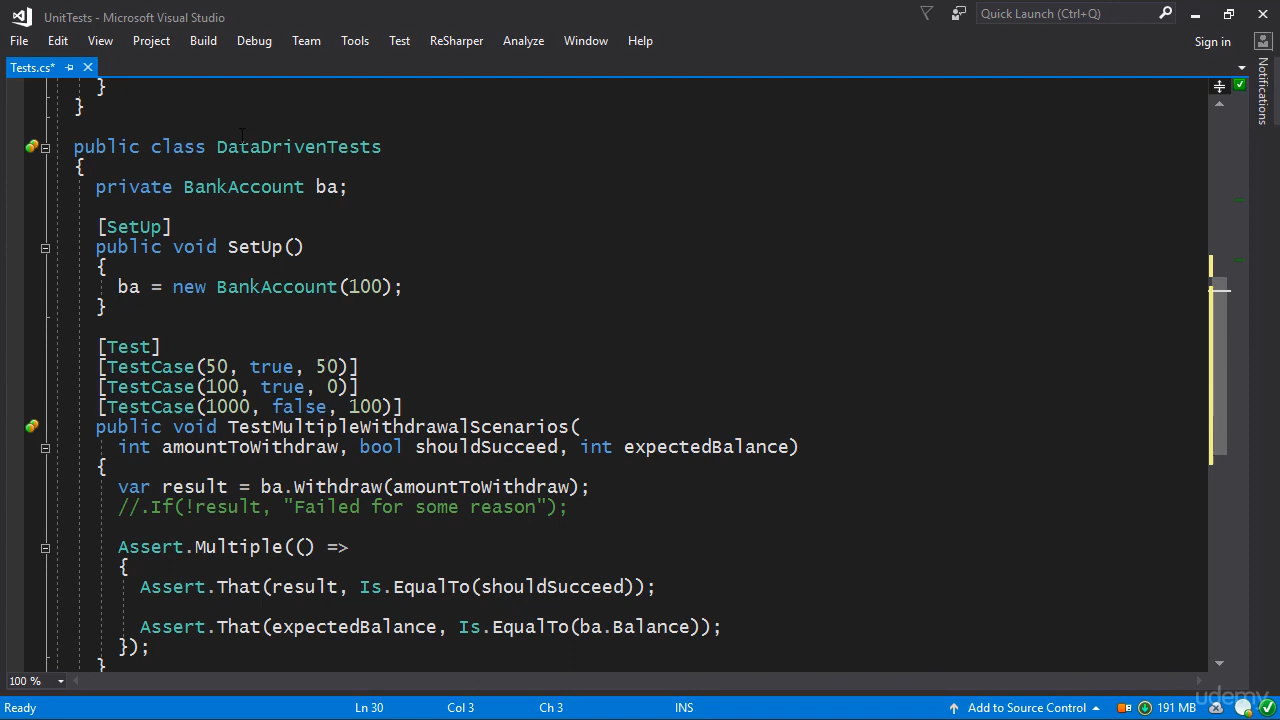 UnitTests - Microsoft Visual Studio
Quick Launch (Ctrl+Q)
File Edit View Project Build Debug Team Tools Test ReSharper Analyze Window Help
Sign in
Tests.cs*
Notifications
}
}
public class DataDrivenTests
{
private BankAccount ba;
[SetUp]
public void SetUp()
{
ba = new BankAccount(100);
}
[Test]
[TestCase(50, true, 50)]
[TestCase(100, true, 0)]
[TestCase(1000, false, 100)]
public void TestMultipleWithdrawalScenarios(
int amountToWithdraw, bool shouldSucceed, int expectedBalance)
{
var result = ba.Withdraw(amountToWithdraw);
//.If(!result, "Failed for some reason");
Assert.Multiple(() =>
{
Assert.That(result, Is.EqualTo(shouldSucceed));
Assert.That(expectedBalance, Is.EqualTo(ba.Balance));
});
}
100 %
Ready Ln 30 Col 3 Ch 3 INS Add to Source Control 191 MB
udemy